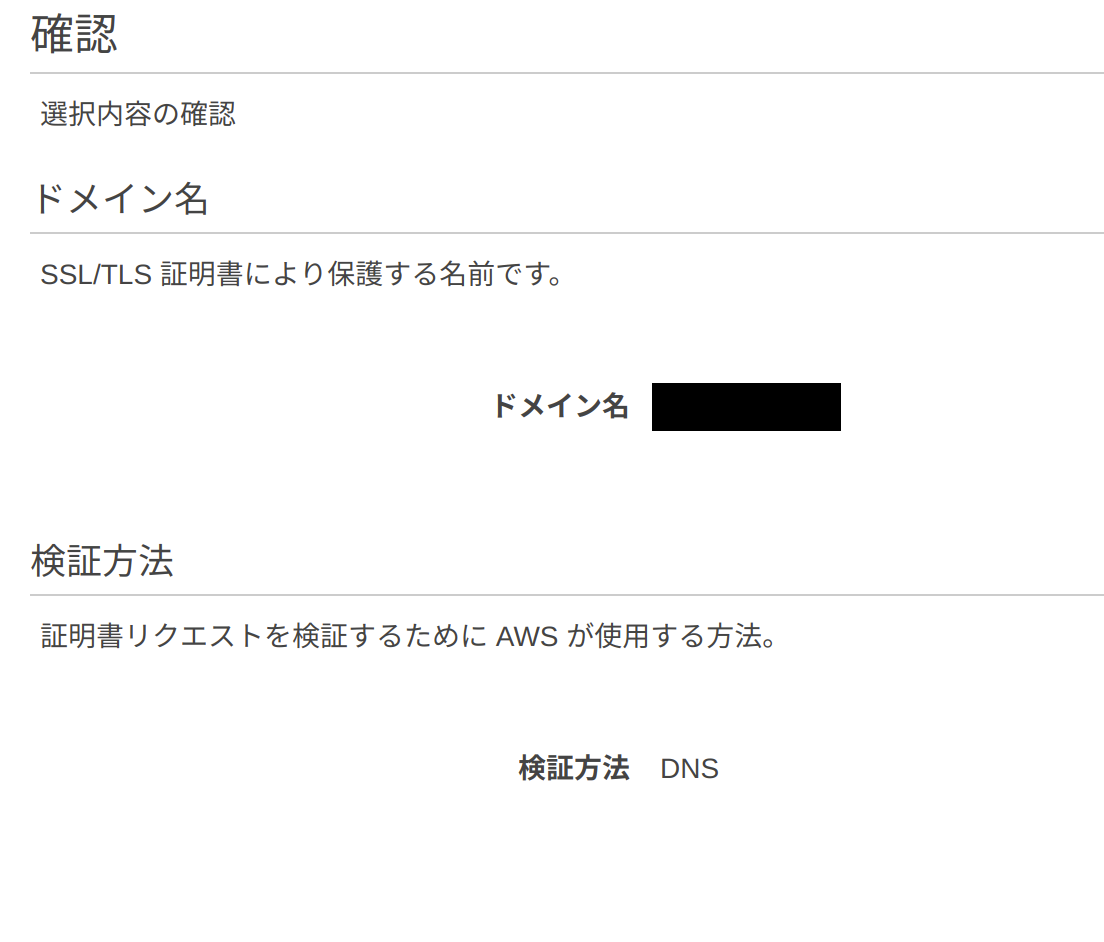 確認
選択内容の確認
ドメイン名
SSL/TLS 証明書により保護する名前です。
ドメイン名
検証方法
証明書リクエストを検証するために AWS が使用する方法。
検証方法 DNS